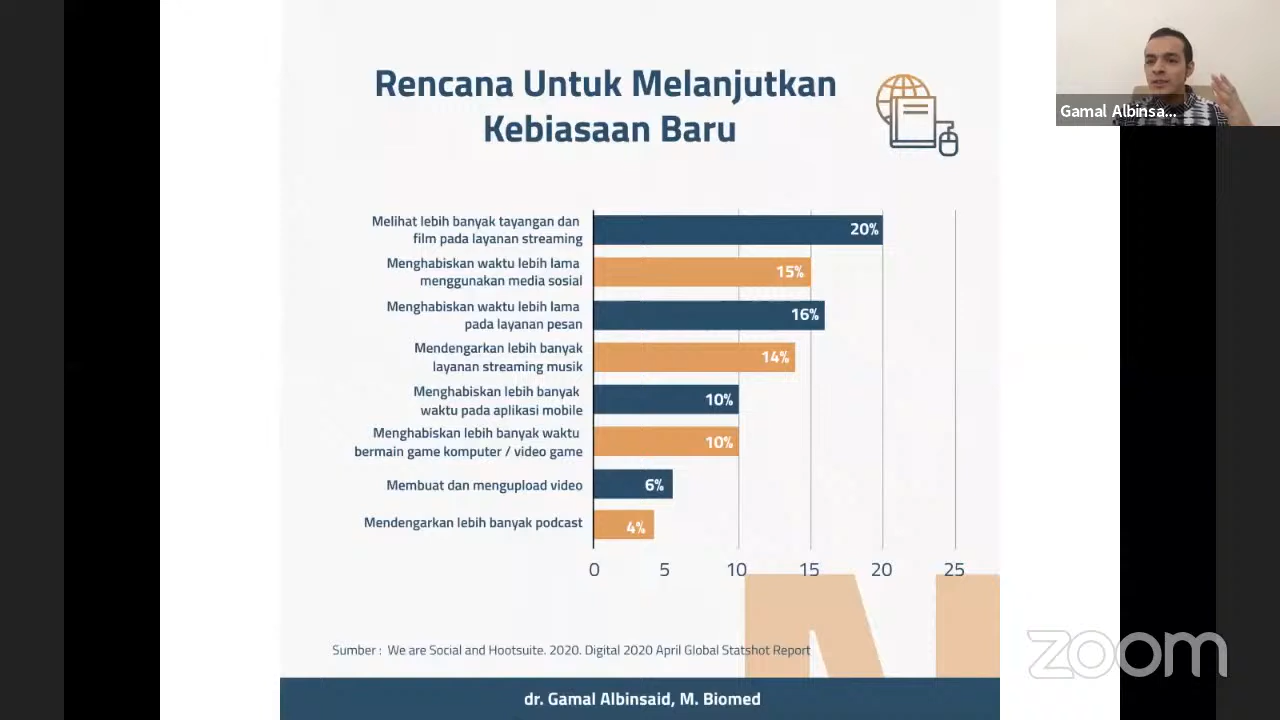 Rencana Untuk Melanjutkan
Kebiasaan Baru
Gamal Albinsa...
Melihat lebih banyak tayangan dan
film pada layanan streaming
20%
Menghabiskan waktu lebih lama
menggunakan media sosial
15%
Menghabiskan waktu lebih lama
pada layanan pesan
16%
Mendengarkan lebih banyak
layanan streaming musik
14%
Menghabiskan lebih banyak
waktu pada aplikasi mobile
10%
Menghabiskan lebih banyak waktu
bermain game komputer / video game
10%
Membuat dan mengupload video
6%
Mendengarkan lebih banyak podcast
4%
0 5 10 15 20 25
Sumber : We are Social and Hootsuite. 2020. Digital 2020 April Global Statshot Report
dr. Gamal Albinsaid, M. Biomed
zoom